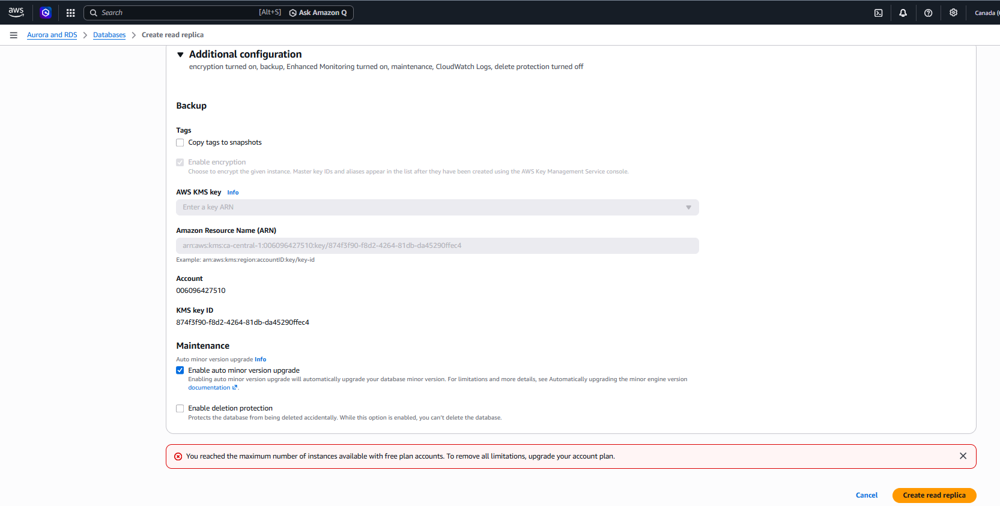 aws
Search [Alt+S] Ask Amazon Q
Canada (
Aurora and RDS > Databases > Create read replica
Additional configuration
encryption turned on, backup, Enhanced Monitoring turned on, maintenance, CloudWatch Logs, delete protection turned off
Backup
Tags
Copy tags to snapshots
Enable encryption
Choose to encrypt the given instance. Master key IDs and aliases appear in the list after they have been created using the AWS Key Management Service console.
AWS KMS key Info
Enter a key ARN
Amazon Resource Name (ARN)
arn:aws:kms:ca-central-1:006096427510:key/874f3f90-f8d2-4264-81db-da45290ffec4
Example: arn:aws:kms:region:accountID:key/key-id
Account
006096427510
KMS key ID
874f3f90-f8d2-4264-81db-da45290ffec4
Maintenance
Auto minor version upgrade Info
Enable auto minor version upgrade
Enabling auto minor version upgrade will automatically upgrade your database minor version. For limitations and more details, see Automatically upgrading the minor engine version
documentation.
Enable deletion protection
Protects the database from being deleted accidentally. While this option is enabled, you can't delete the database.
You reached the maximum number of instances available with free plan accounts. To remove all limitations, upgrade your account plan.
Cancel Create read replica